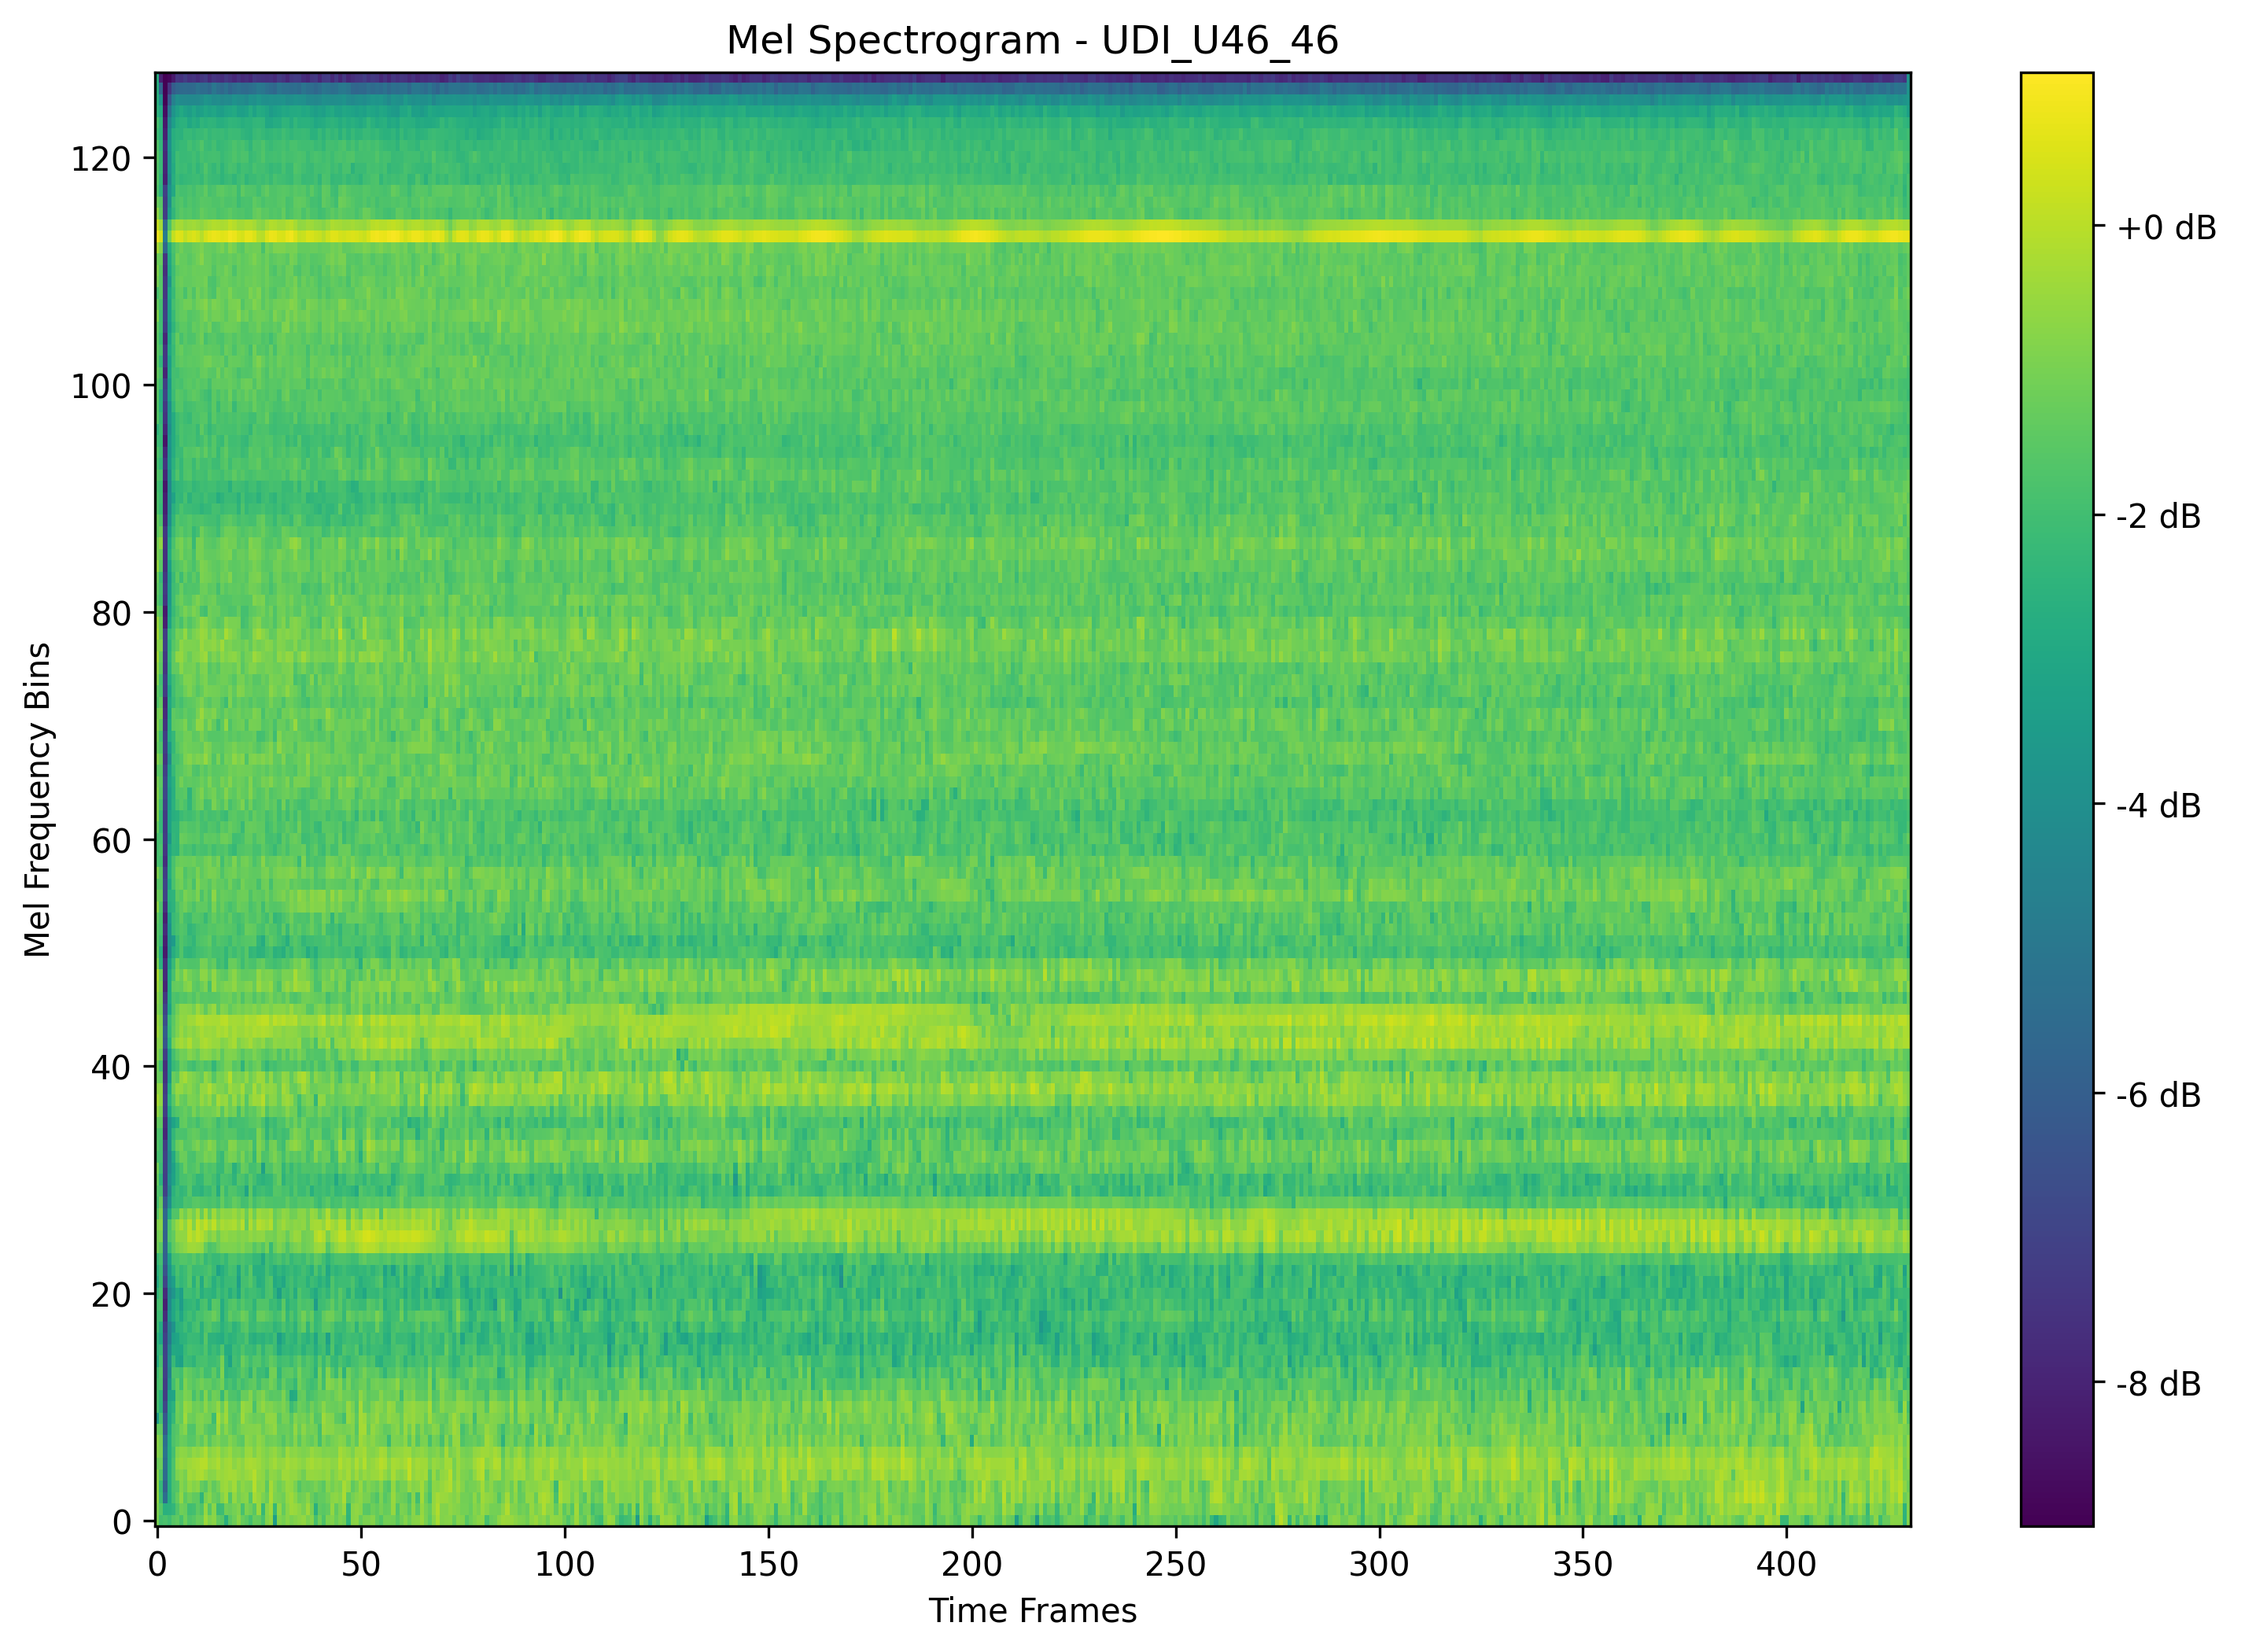 Mel Spectrogram - UDI_U46_46
Mel Frequency Bins
120
100
80
60
40
20
0
0 50 100 150 200 250 300 350 400
Time Frames
+0 dB
-2 dB
-4 dB
-6 dB
-8 dB